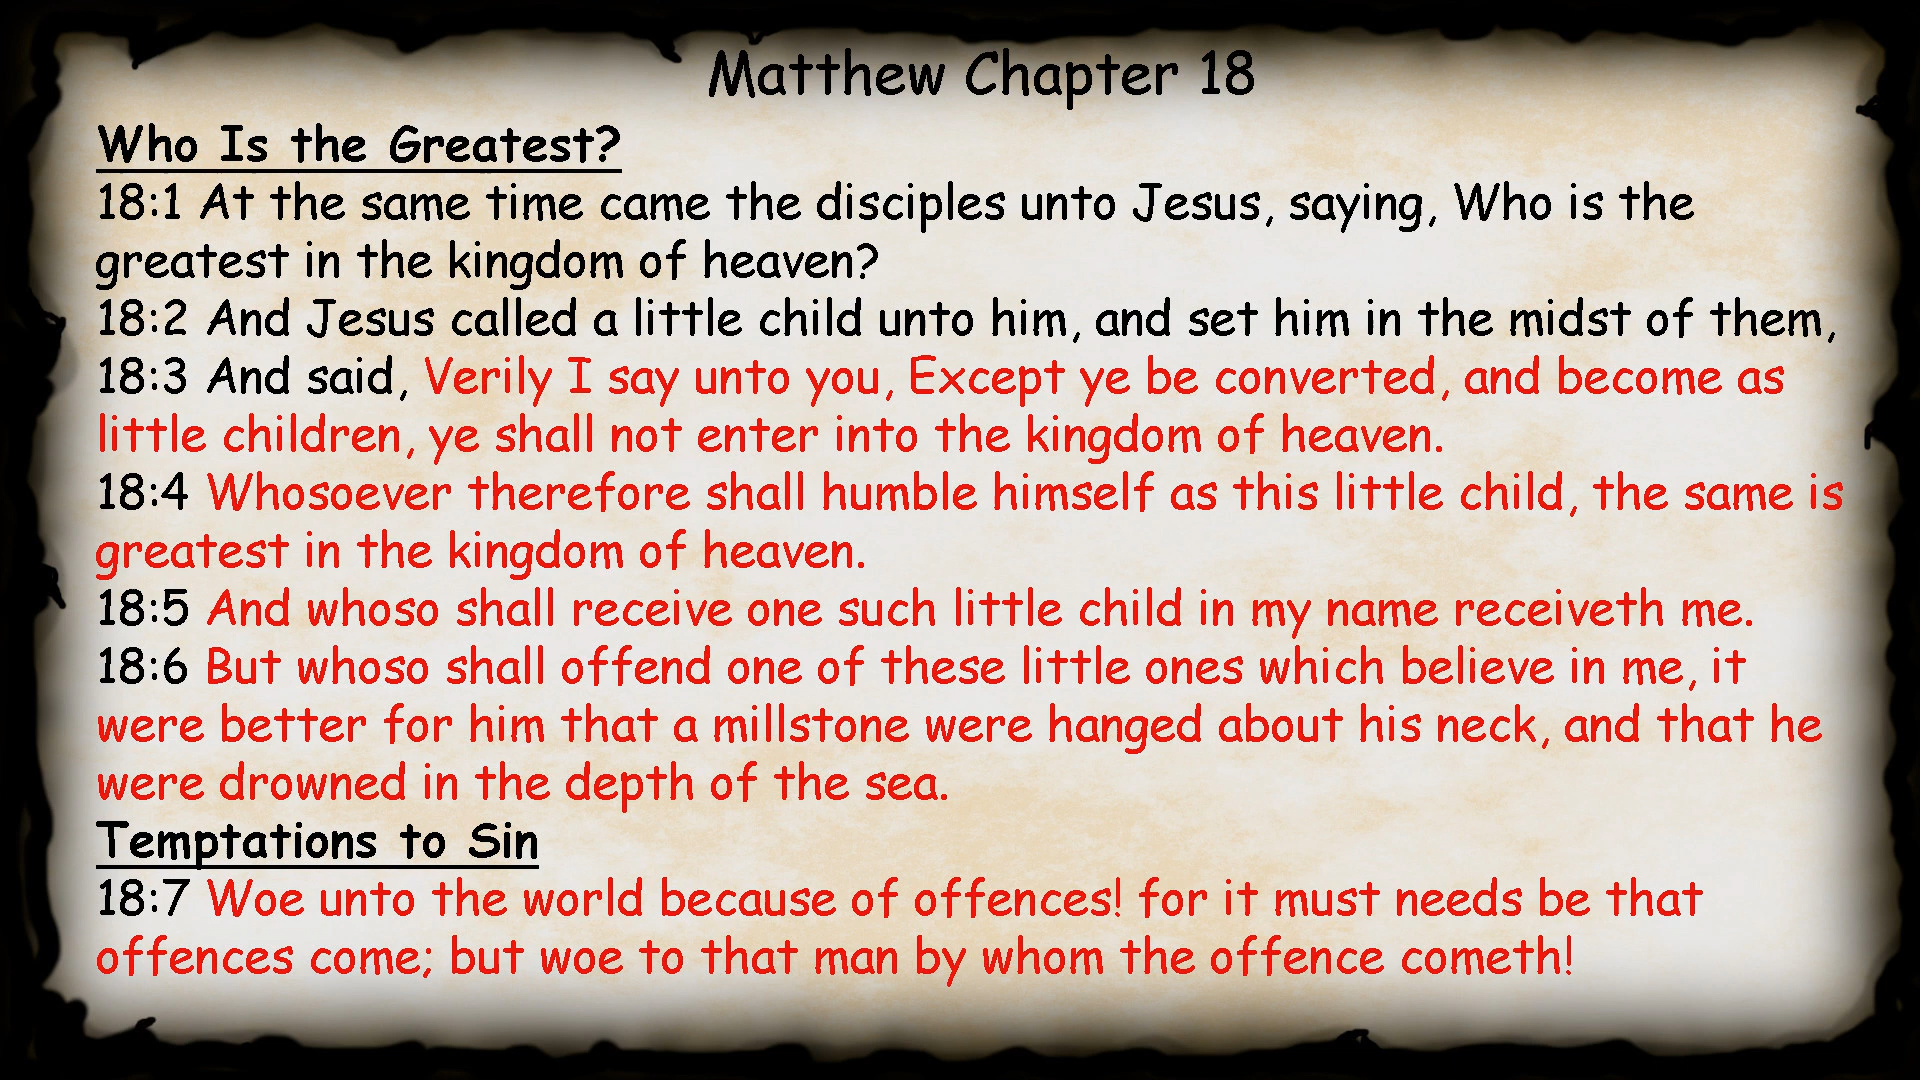 Matthew Chapter 18
Who Is the Greatest?
18:1 At the same time came the disciples unto Jesus, saying, Who is the
greatest in the kingdom of heaven?
18:2 And Jesus called a little child unto him, and set him in the midst of them,
18:3 And said, Verily I say unto you, Except ye be converted, and become as
little children, ye shall not enter into the kingdom of heaven.
18:4 Whosoever therefore shall humble himself as this little child, the same is
greatest in the kingdom of heaven.
18:5 And whoso shall receive one such little child in my name receiveth me.
18:6 But whoso shall offend one of these little ones which believe in me, it
were better for him that a millstone were hanged about his neck, and that he
were drowned in the depth of the sea.
Temptations to Sin
18:7 Woe unto the world because of offences! for it must needs be that
offences come; but woe to that man by whom the offence cometh!